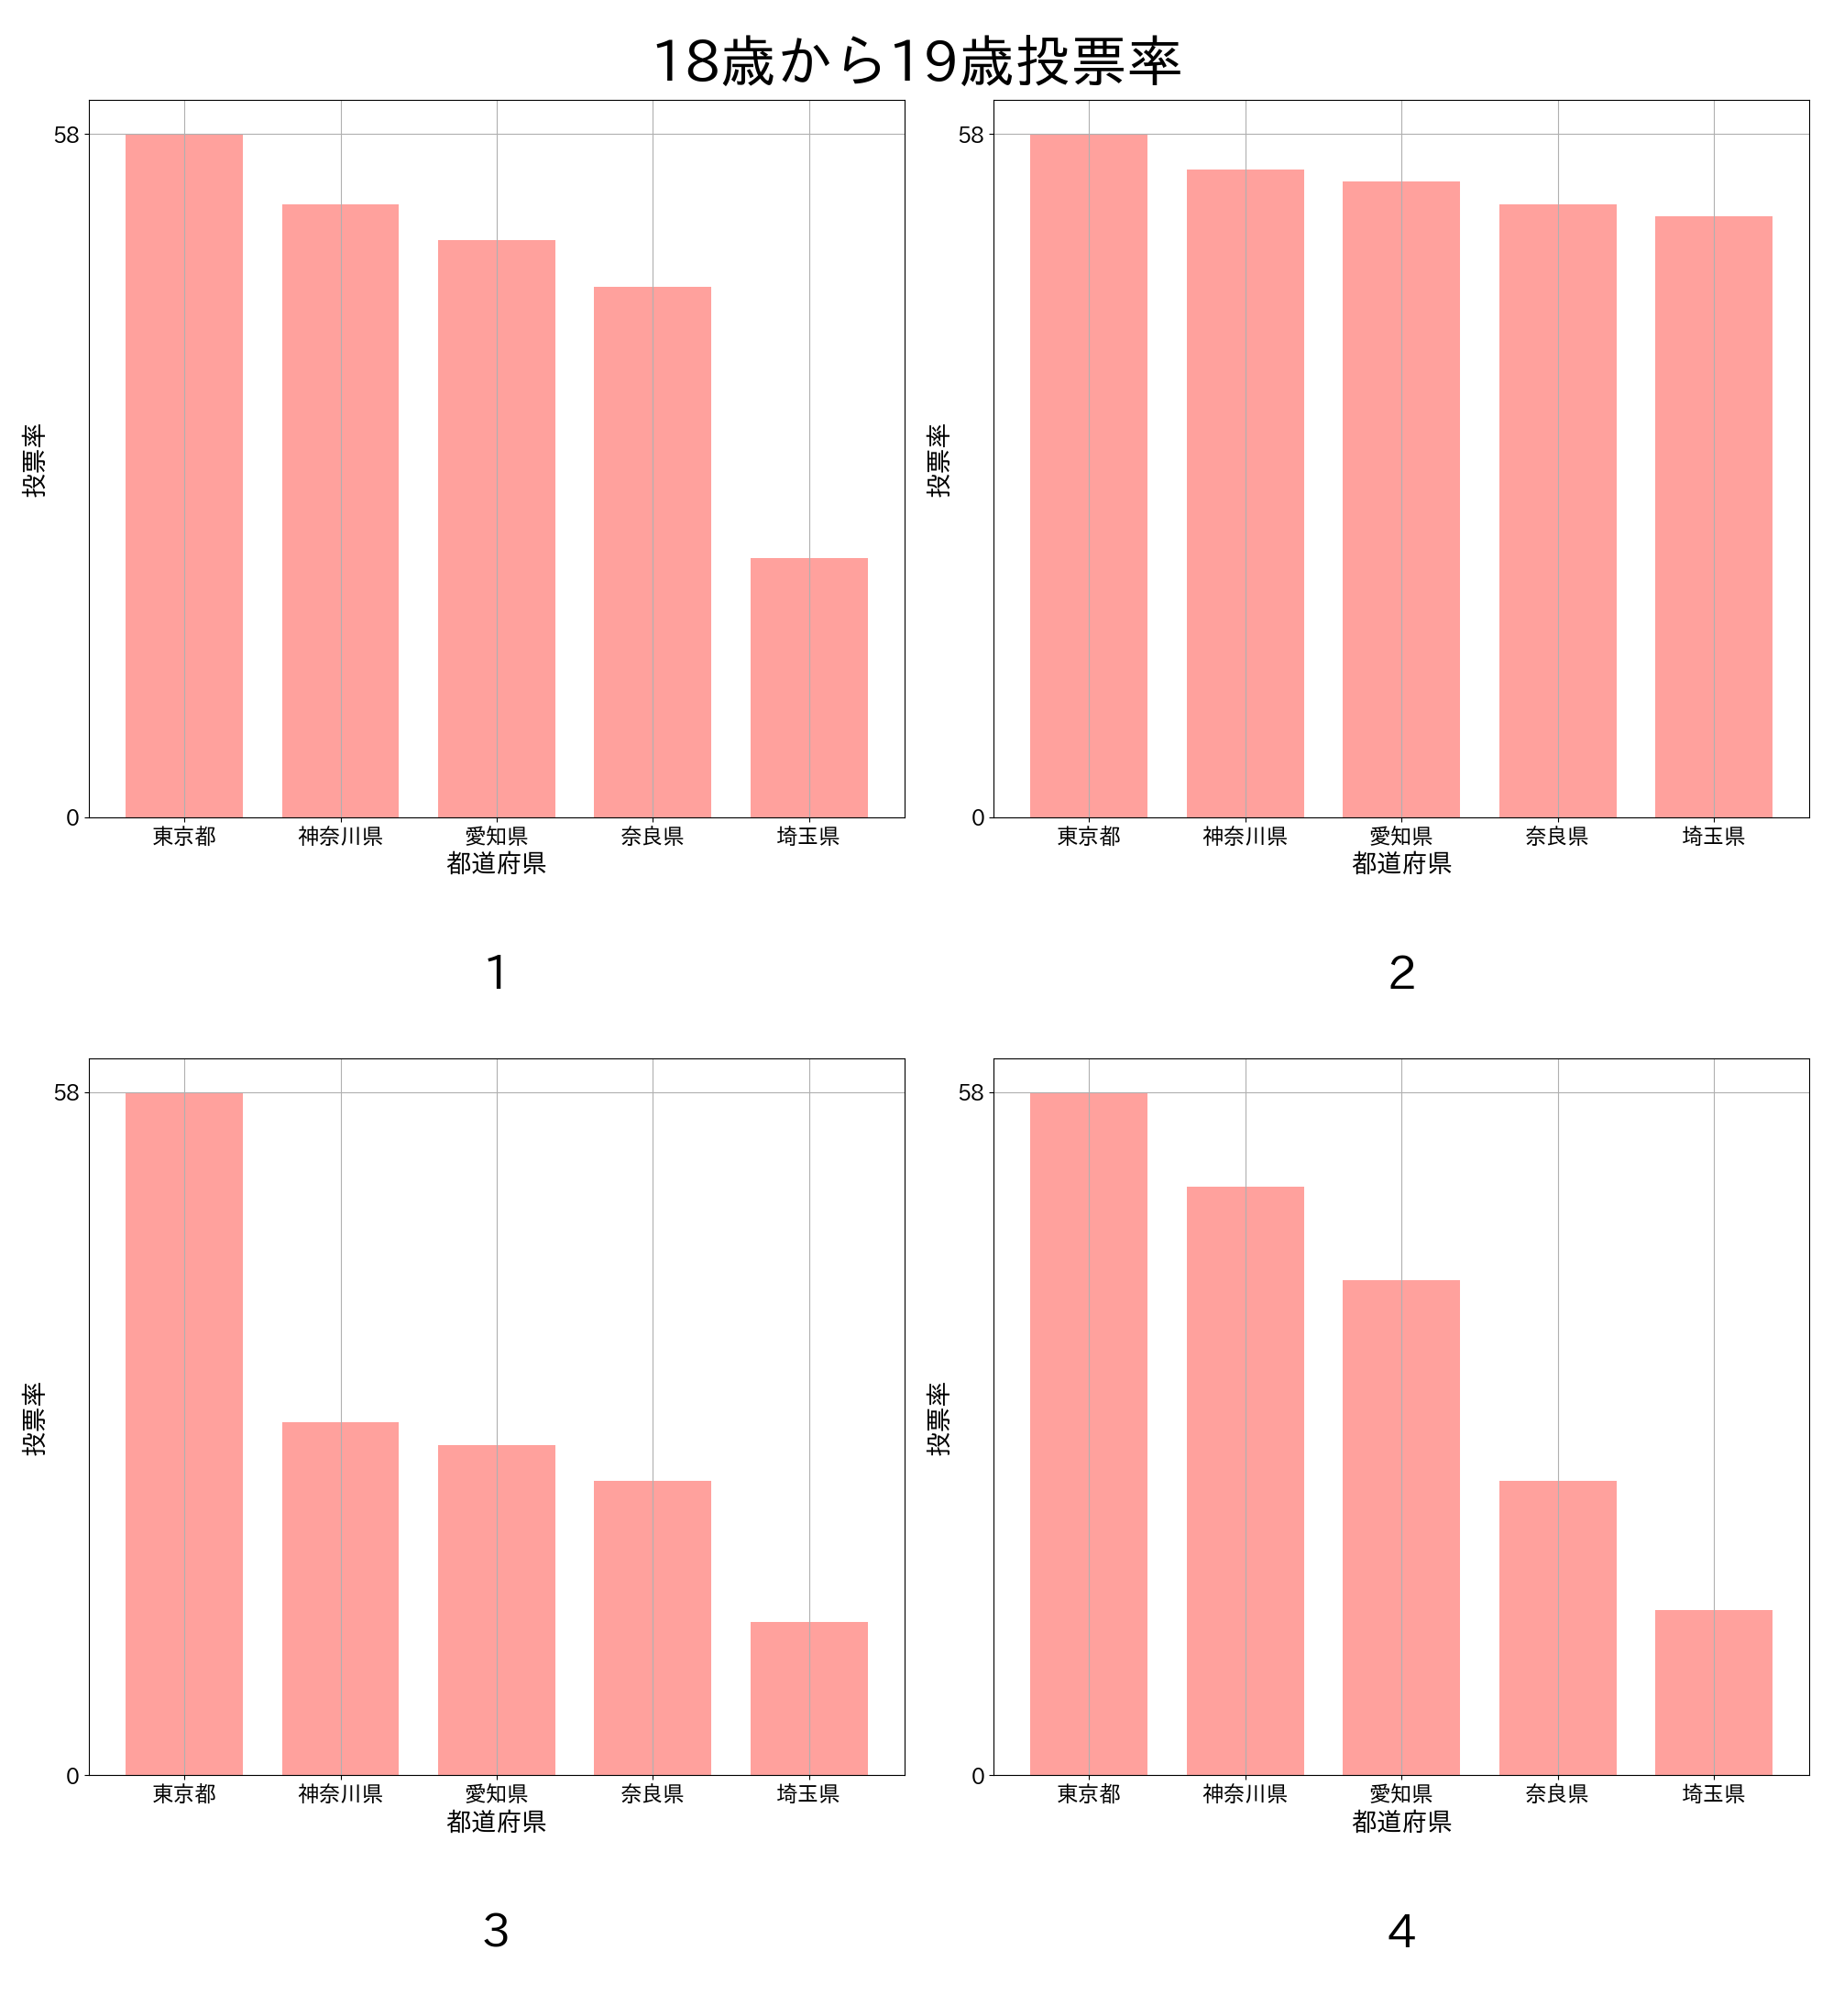 18歳から19歳投票率
58
0
投票率
東京都 神奈川県 愛知県 奈良県 埼玉県
都道府県
1
58
0
投票率
東京都 神奈川県 愛知県 奈良県 埼玉県
都道府県
2
58
0
投票率
東京都 神奈川県 愛知県 奈良県 埼玉県
都道府県
3
58
0
投票率
東京都 神奈川県 愛知県 奈良県 埼玉県
都道府県
4